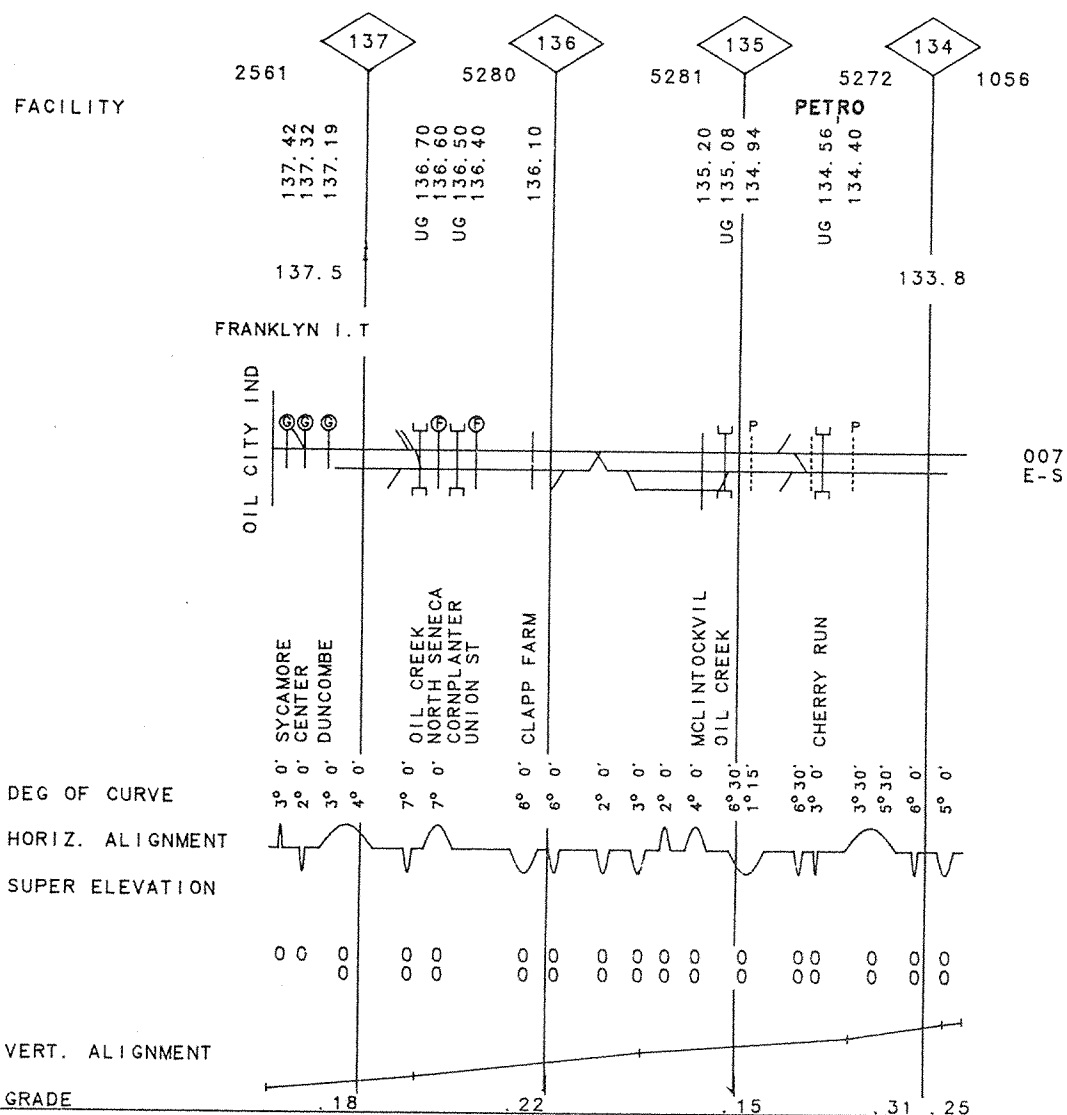 137 136 135 134
2561 5280 5281 5272 1056
FACILITY PETRO
137.42
137.32
137.19
UG 136.70
136.60
UG 136.50
136.40
136.10
135.20
UG 135.08
134.94
UG 134.56
134.40
137.5 133.8
FRANKLYN I.T
OIL CITY IND
G G G F F P P
007
E-S
SYCAMORE
CENTER
DUNCOMBE
OIL CREEK
NORTH SENECA
CORNPLANTER
UNION ST
CLAPP FARM
MCLINTOCKVIL
OIL CREEK
CHERRY RUN
DEG OF CURVE 3° 0' 2° 0' 3° 0' 4° 0' 7° 0' 7° 0' 6° 0' 6° 0' 2° 0' 3° 0' 2° 0' 4° 0' 6° 30' 1° 15' 6° 30' 3° 0' 3° 30' 5° 30' 6° 0' 5° 0'
HORIZ. ALIGNMENT
SUPER ELEVATION
0 0 0 0 0 0 0 0 0 0 0 0 0 0 0 0 0
0 0 0 0 0 0 0 0 0 0 0 0 0 0 0
VERT. ALIGNMENT
GRADE .18 .22 .15 .31 .25